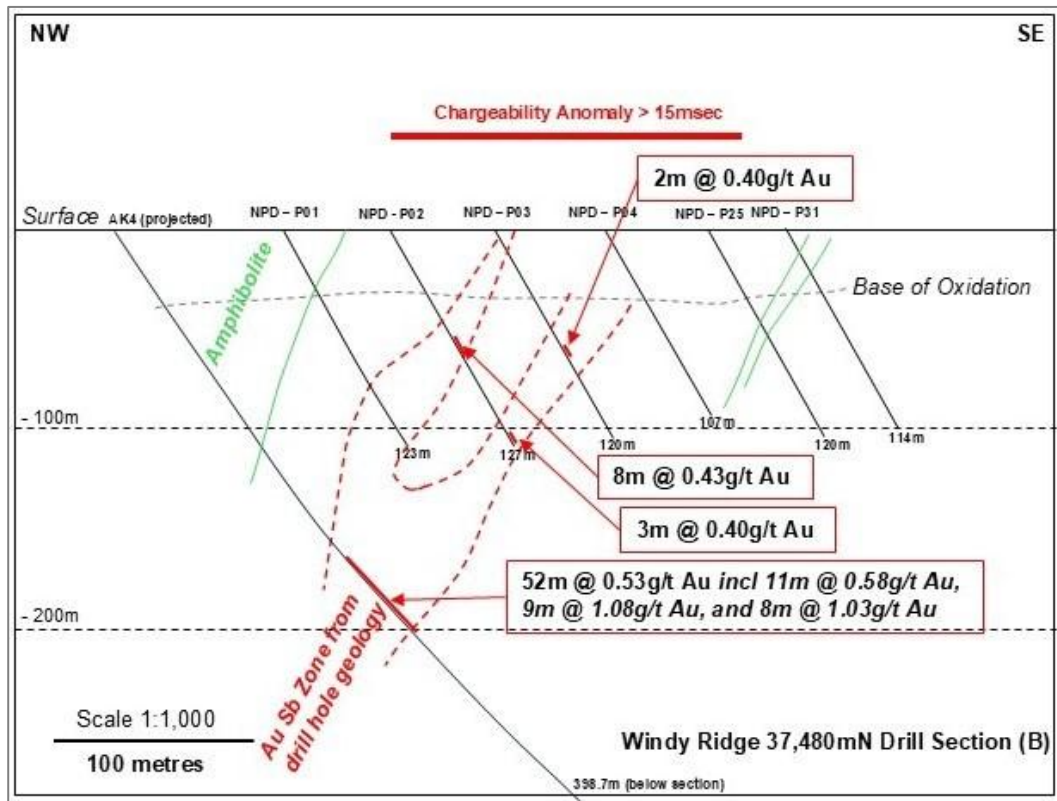 NW
SE
Chargeability Anomaly > 15msec
2m @ 0.40g/t Au
Surface
AK4 (projected)
NPD – P01
NPD – P02
NPD – P03
NPD – P04
NPD – P25
NPD – P31
Amphibolite
Base of Oxidation
- 100m
123m
127m
120m
107m
120m
114m
8m @ 0.43g/t Au
3m @ 0.40g/t Au
52m @ 0.53g/t Au incl 11m @ 0.58g/t Au,
9m @ 1.08g/t Au, and 8m @ 1.03g/t Au
- 200m
Au Sb Zone from
drill hole geology
Scale 1:1,000
100 metres
Windy Ridge 37,480mN Drill Section (B)
398.7m (below section)